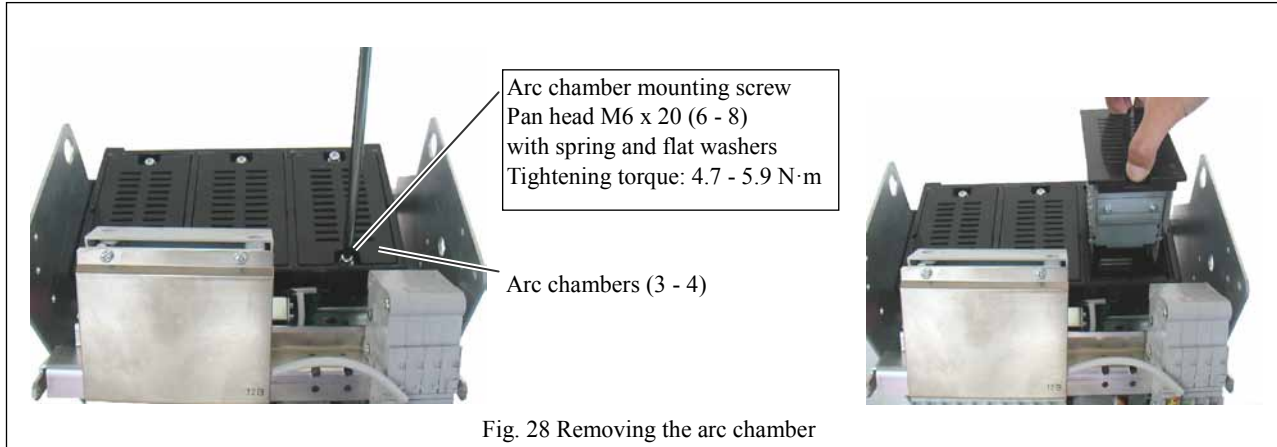 Arc chamber mounting screw
Pan head M6 x 20 (6 - 8)
with spring and flat washers
Tightening torque: 4.7 - 5.9 N·m
Arc chambers (3 - 4)
Fig. 28 Removing the arc chamber